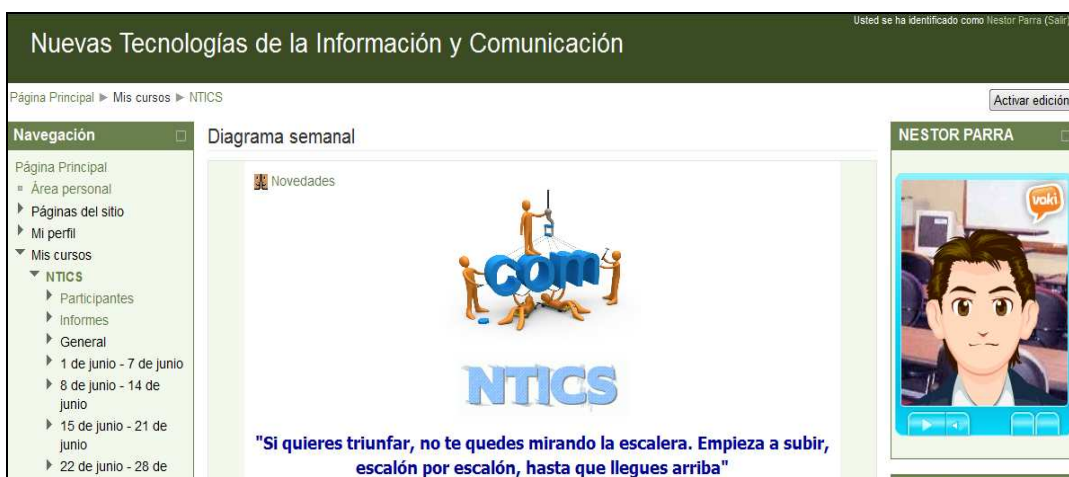 Usted se ha identificado como Nestor Parra (Salir)
Nuevas Tecnologías de la Información y Comunicación
Página Principal ► Mis cursos ► NTICS
Activar edición
Navegación
Página Principal
Área personal
Páginas del sitio
Mi perfil
Mis cursos
NTICS
Participantes
Informes
General
1 de junio - 7 de junio
8 de junio - 14 de
junio
15 de junio - 21 de
junio
22 de junio - 28 de
Diagrama semanal
Novedades
com
NTICS
"Si quieres triunfar, no te quedes mirando la escalera. Empieza a subir,
escalón por escalón, hasta que llegues arriba"
NESTOR PARRA
voki